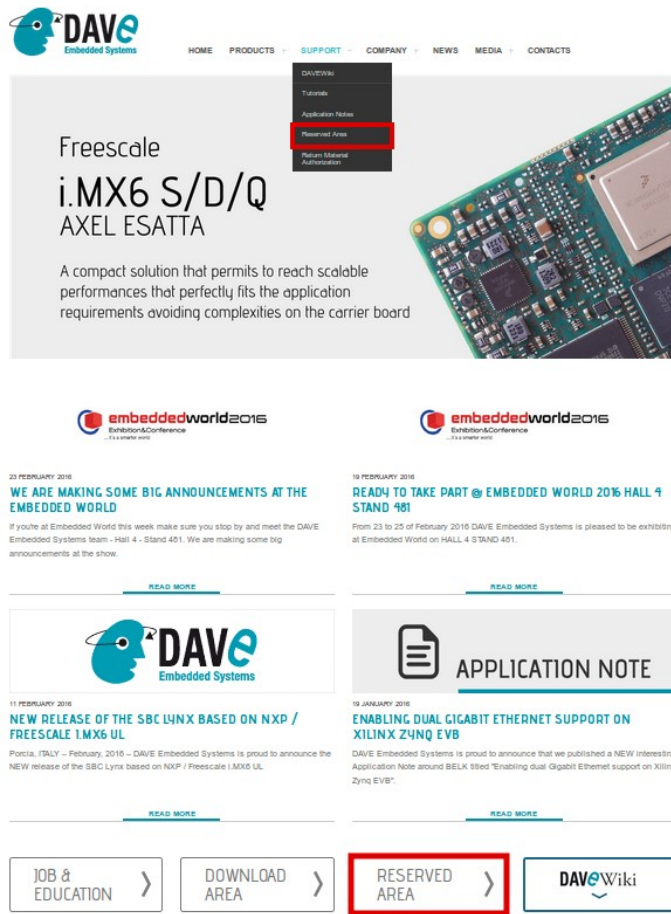 DAVE
Embedded Systems
HOME PRODUCTS SUPPORT COMPANY NEWS MEDIA CONTACTS
DAVEWiki
Tutorials
Application Notes
Reserved Area
Return Material
Authorization
Freescale
i.MX6 S/D/Q
AXEL ESATTA
A compact solution that permits to reach scalable
performances that perfectly fits the application
requirements avoiding complexities on the carrier board
embeddedworld2016
Exhibition&Conference
...it's a smarter world
embeddedworld2016
Exhibition&Conference
...it's a smarter world
23 FEBRUARY 2016
WE ARE MAKING SOME BIG ANNOUNCEMENTS AT THE
EMBEDDED WORLD
If you're at Embedded World this week make sure you stop by and meet the DAVE
Embedded Systems team - Hall 4 - Stand 481. We are making some big
announcements at the show.
READ MORE
19 FEBRUARY 2016
READY TO TAKE PART @ EMBEDDED WORLD 2016 HALL 4
STAND 481
From 23 to 25 of February 2016 DAVE Embedded Systems is pleased to be exhibitin
at Embedded World on HALL 4 STAND 481.
READ MORE
DAVE
Embedded Systems
APPLICATION NOTE
11 FEBRUARY 2016
NEW RELEASE OF THE SBC LYNX BASED ON NXP /
FREESCALE I.MX6 UL
Porcia, ITALY – February, 2016 – DAVE Embedded Systems is proud to announce the
NEW release of the SBC Lynx based on NXP / Freescale i.MX6 UL
READ MORE
19 JANUARY 2016
ENABLING DUAL GIGABIT ETHERNET SUPPORT ON
XILINX ZYNQ EVB
DAVE Embedded Systems is proud to announce that we published a NEW interestin
Application Note around BELK titled "Enabling dual Gigabit Ethernet support on Xilin
Zynq EVB".
READ MORE
JOB &
EDUCATION
DOWNLOAD
AREA
RESERVED
AREA
DAVEWiki